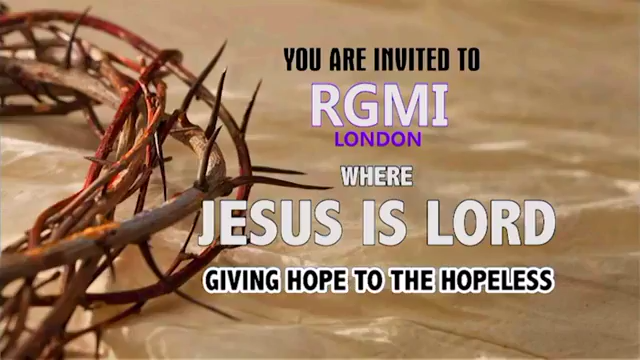 YOU ARE INVITED TO
RGMI
LONDON
WHERE
JESUS IS LORD
GIVING HOPE TO THE HOPELESS